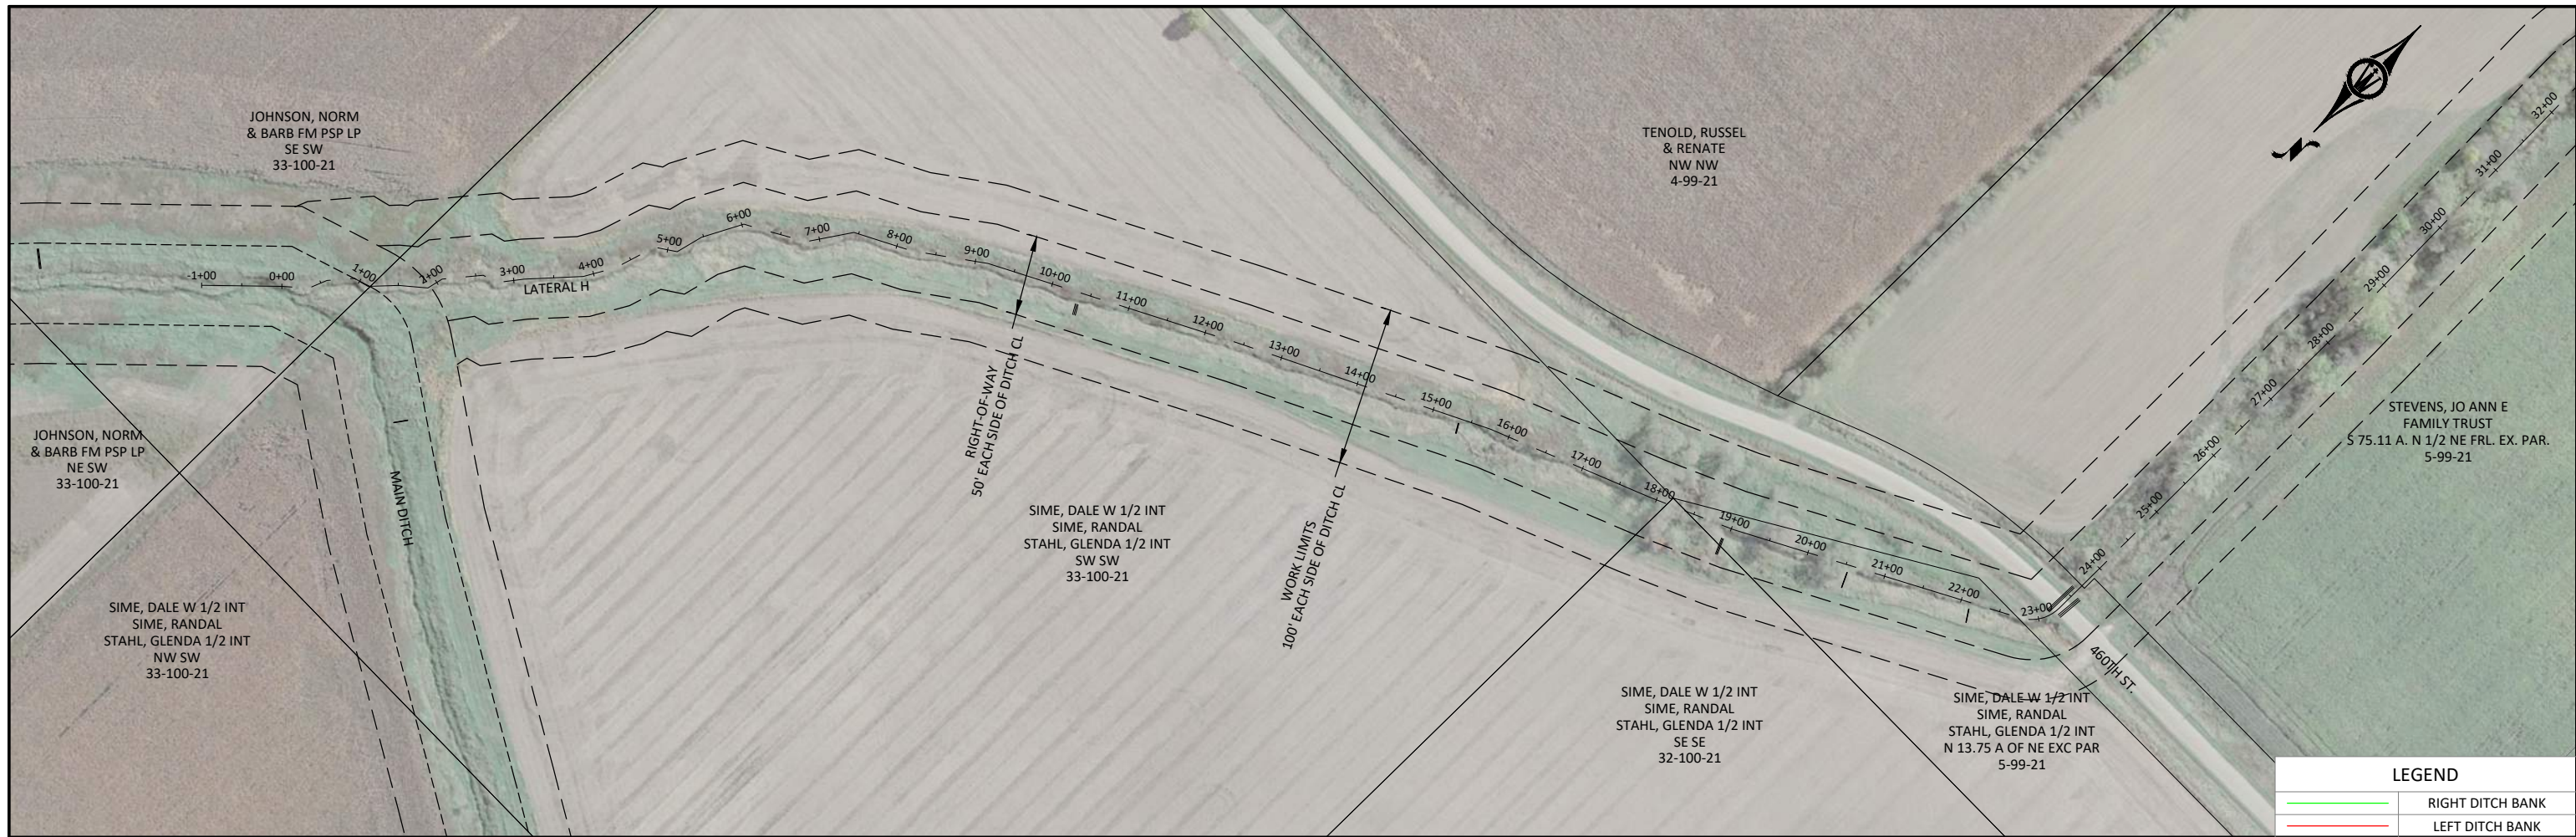 JOHNSON, NORM
& BARB FM PSP LP
SE SW
33-100-21
TENOLD, RUSSEL
& RENATE
NW NW
4-99-21
-1+00
0+00
1+00
2+00
3+00
4+00
5+00
6+00
7+00
8+00
9+00
10+00
11+00
12+00
13+00
14+00
15+00
16+00
17+00
18+00
19+00
20+00
21+00
22+00
23+00
24+00
25+00
26+00
27+00
28+00
29+00
30+00
31+00
32+00
LATERAL H
MAIN DITCH
RIGHT-OF-WAY
50' EACH SIDE OF DITCH CL
WORK LIMITS
100' EACH SIDE OF DITCH CL
460TH ST.
JOHNSON, NORM
& BARB FM PSP LP
NE SW
33-100-21
STEVENS, JO ANN E
FAMILY TRUST
S 75.11 A. N 1/2 NE FRL. EX. PAR.
5-99-21
SIME, DALE W 1/2 INT
SIME, RANDAL
STAHL, GLENDA 1/2 INT
SW SW
33-100-21
SIME, DALE W 1/2 INT
SIME, RANDAL
STAHL, GLENDA 1/2 INT
NW SW
33-100-21
SIME, DALE W 1/2 INT
SIME, RANDAL
STAHL, GLENDA 1/2 INT
SE SE
32-100-21
SIME, DALE W 1/2 INT
SIME, RANDAL
STAHL, GLENDA 1/2 INT
N 13.75 A OF NE EXC PAR
5-99-21
LEGEND
RIGHT DITCH BANK
LEFT DITCH BANK